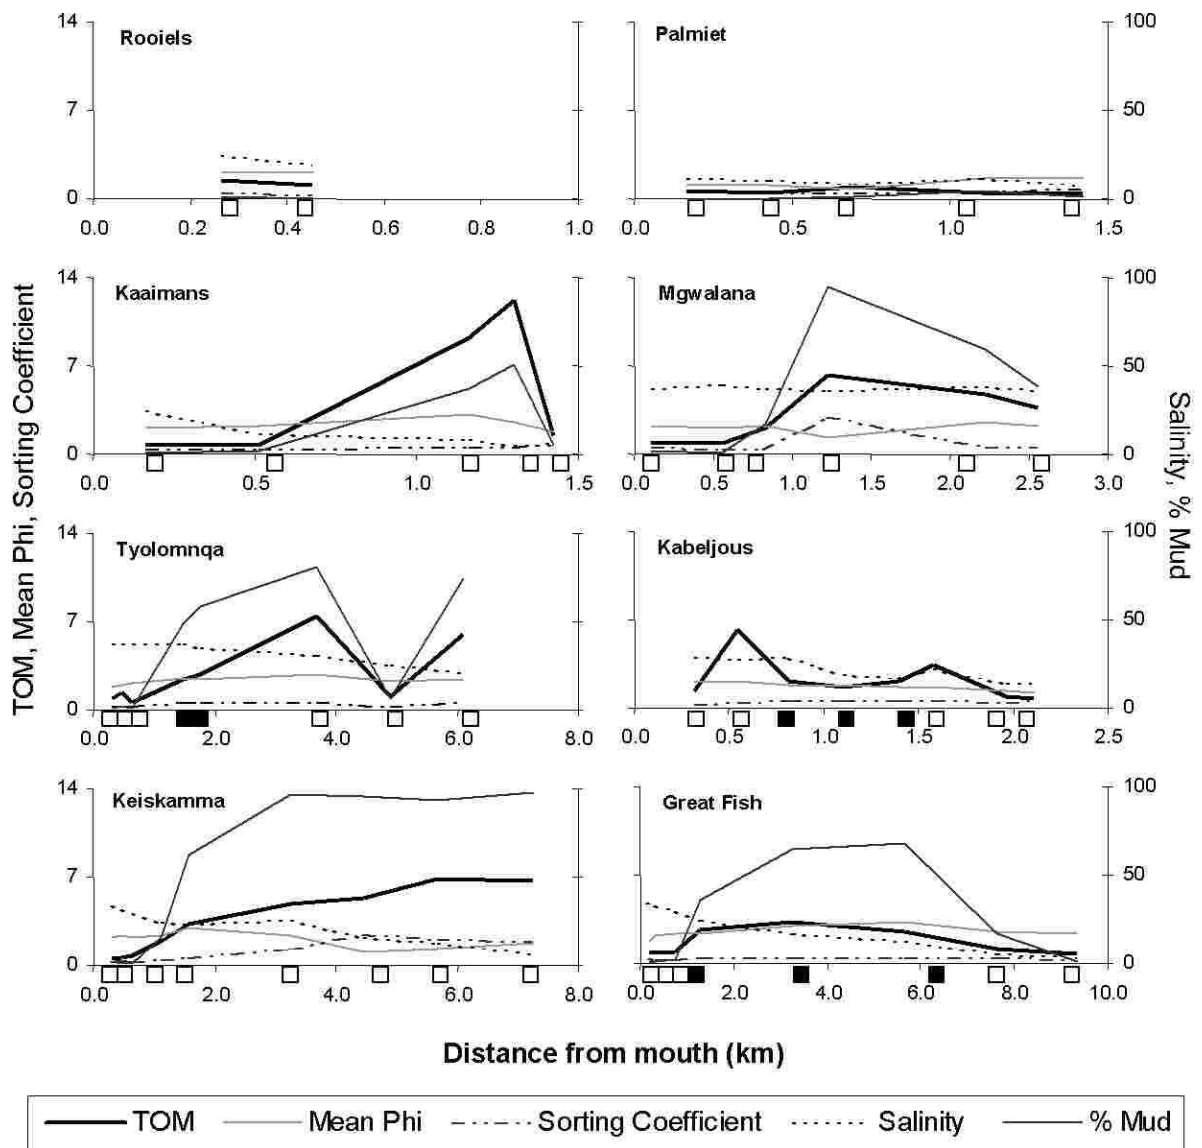 14
Rooiels
7
0
0.0 0.2 0.4 0.6 0.8 1.0
Palmiet
100
50
0
0.5 1.0 1.5
14
Kaaimans
7
0
0.0 0.5 1.0 1.5
Mgwalana
100
50
0
0.0 0.5 1.0 1.5 2.0 2.5 3.0
14
Tyolomnqa
7
0
0.0 2.0 4.0 6.0 8.0
Kabeljous
100
50
0
0.0 0.5 1.0 1.5 2.0 2.5
14
Keiskamma
7
0
0.0 2.0 4.0 6.0 8.0
Great Fish
100
50
0
0.0 2.0 4.0 6.0 8.0 10.0
TOM, Mean Phi, Sorting Coefficient
Salinity, % Mud
Distance from mouth (km)
TOM Mean Phi Sorting Coefficient Salinity % Mud